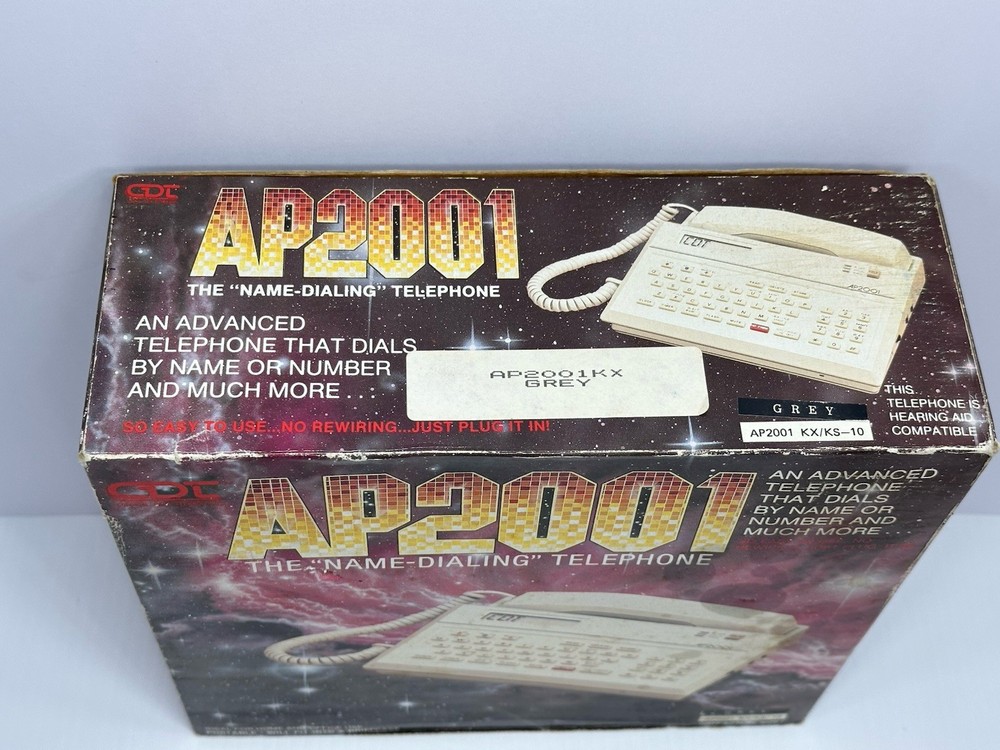 GDT
AP2001
THE "NAME-DIALING" TELEPHONE
AN ADVANCED
TELEPHONE THAT DIALS
BY NAME OR NUMBER
AND MUCH MORE...
SO EASY TO USE...NO REWIRING...JUST PLUG IT IN!
AP2001KX
GREY
AP2001
GREY
AP2001 KX/KS-10
THIS
TELEPHONE IS
HEARING AID
COMPATIBLE
GDT
AP2001
THE "NAME-DIALING" TELEPHONE
AN ADVANCED
TELEPHONE
THAT DIALS
BY NAME OR
NUMBER AND
MUCH MORE...